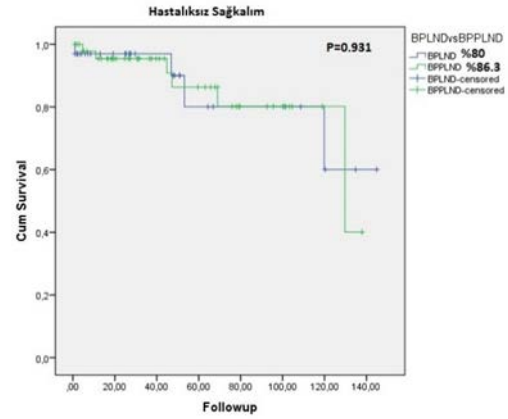 Hastalıksız Sağkalım
P=0.931
BPLNDvsBPPLND
BPLND %80
BPPLND %86.3
BPLND-censored
BPPLND-censored
Cum Survival
1,0
0,8
0,6
0,4
0,2
0,0
,00 20,00 40,00 60,00 80,00 100,00 120,00 140,00
Followup